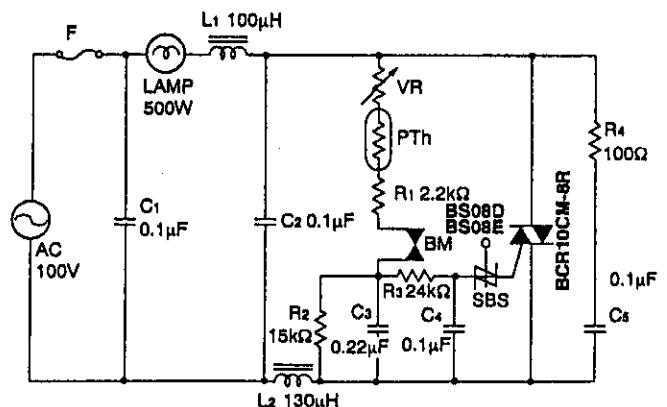 F
L1 100μH
LAMP
500W
VR
PTh
R4
100Ω
R1 2.2kΩ
BS08D
BS08E
BCR10CM-8R
C1
0.1μF
C2 0.1μF
BM
AC
100V
R3 24kΩ
SBS
0.1μF
C5
R2
15kΩ
C3
0.22μF
C4
0.1μF
L2 130μH